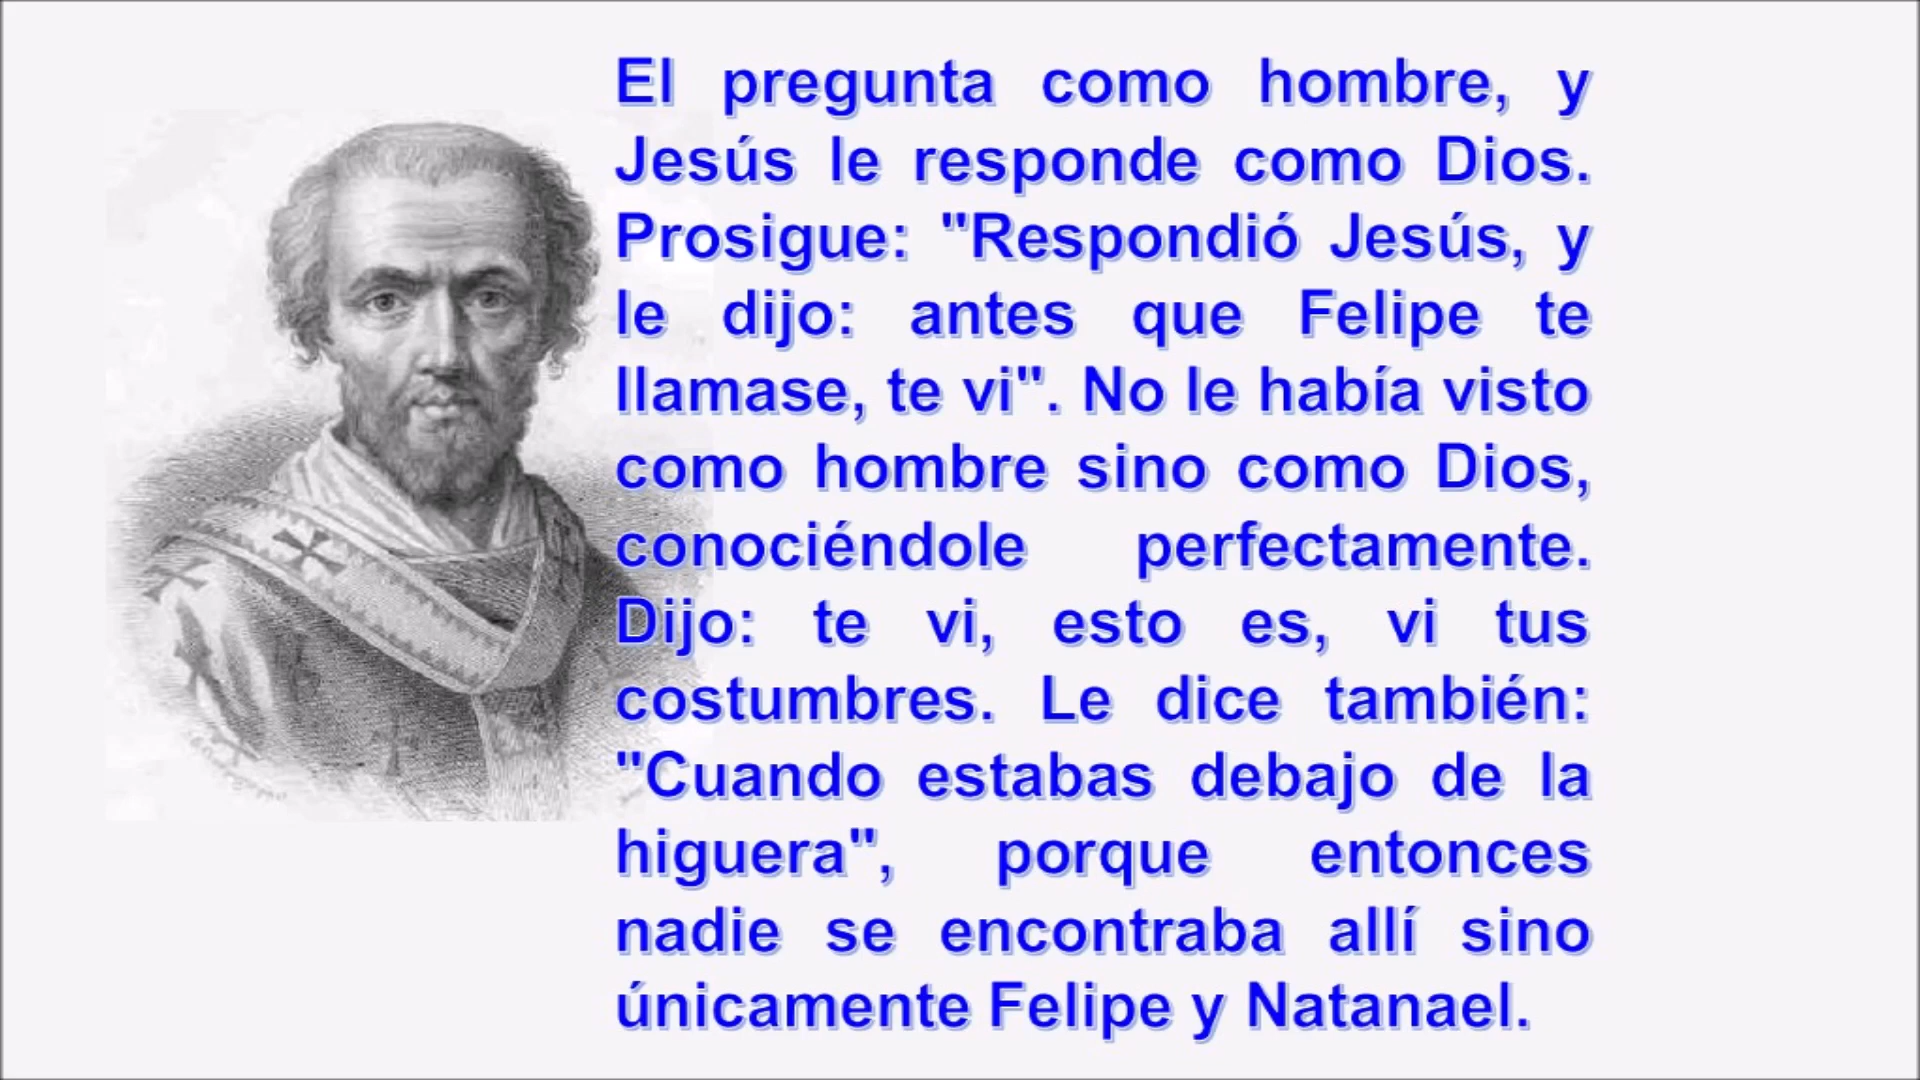 El pregunta como hombre, y
Jesús le responde como Dios.
Prosigue: "Respondió Jesús, y
le dijo: antes que Felipe te
llamase, te vi". No le había visto
como hombre sino como Dios,
conociéndole perfectamente.
Dijo: te vi, esto es, vi tus
costumbres. Le dice también:
"Cuando estabas debajo de la
higuera", porque entonces
nadie se encontraba allí sino
únicamente Felipe y Natanael.